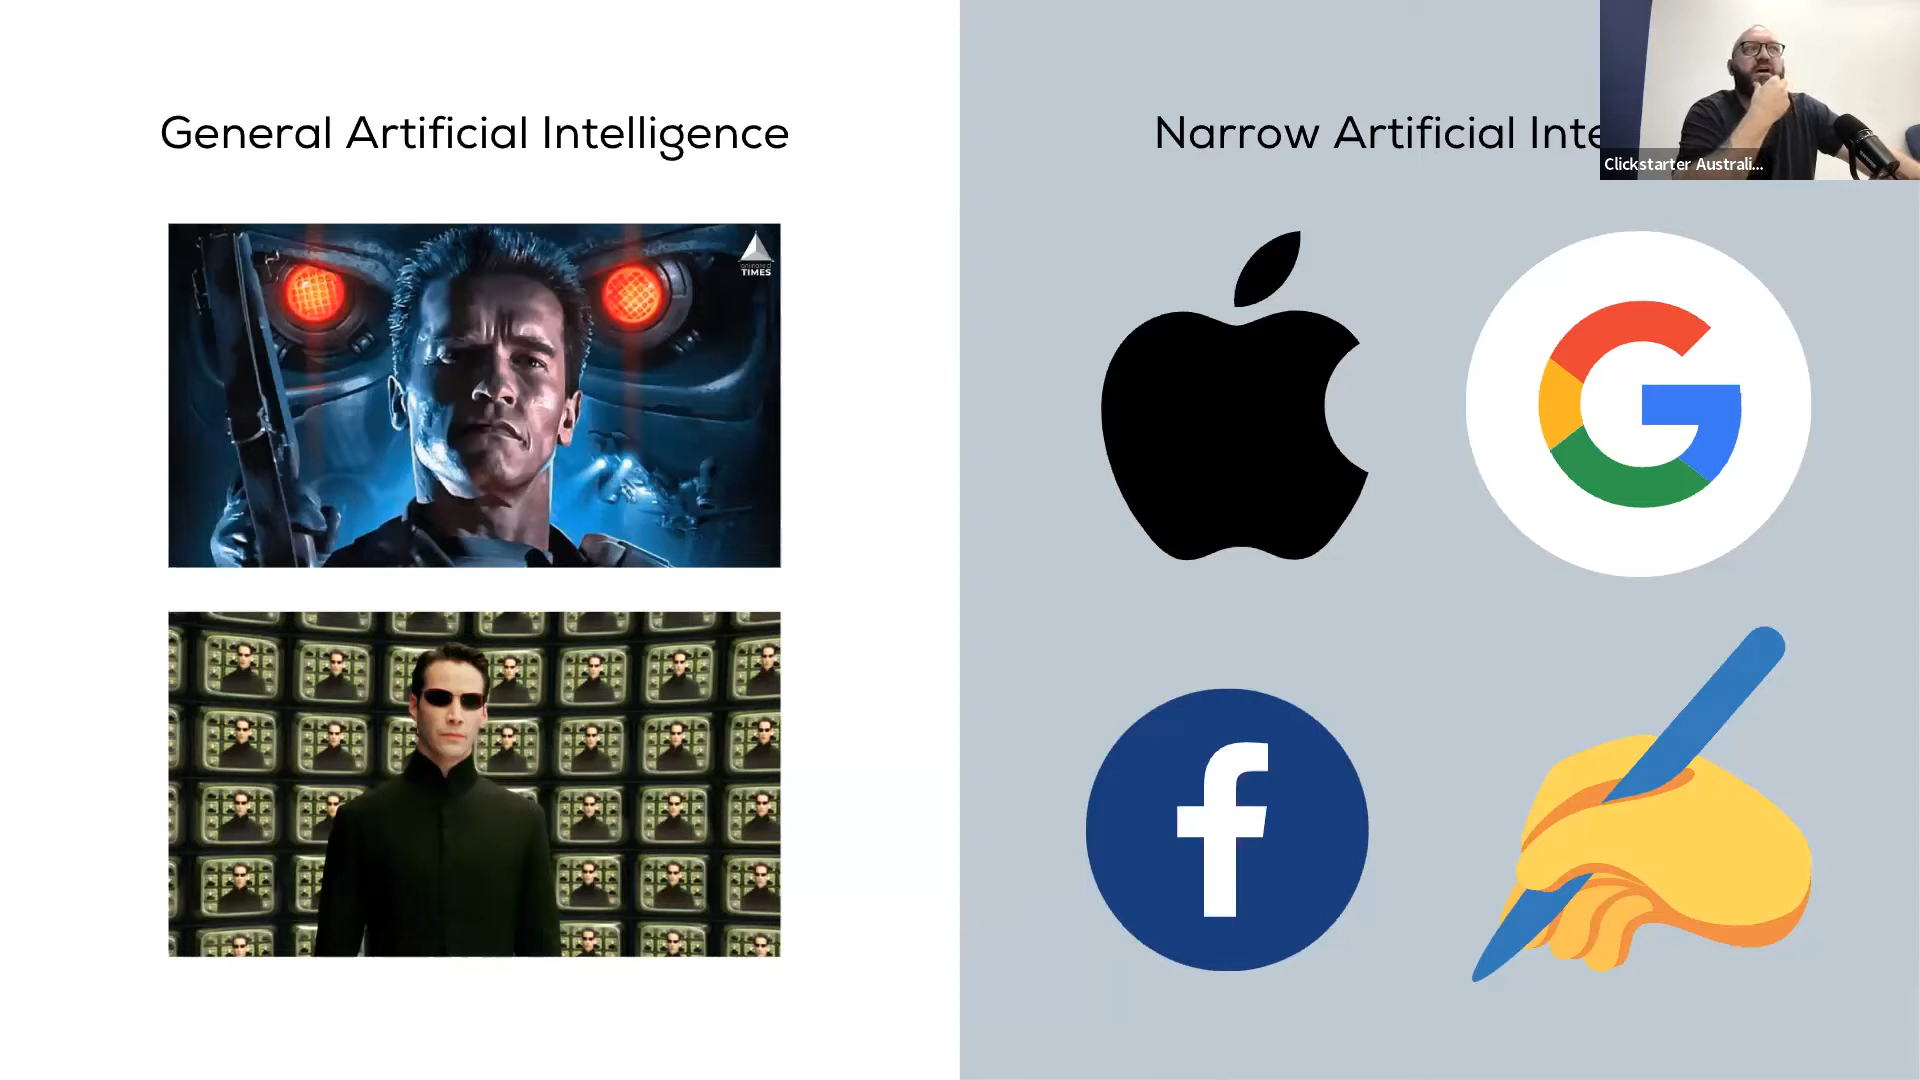 General Artificial Intelligence
Narrow Artificial Inte
Clickstarter Australi...
TIMES